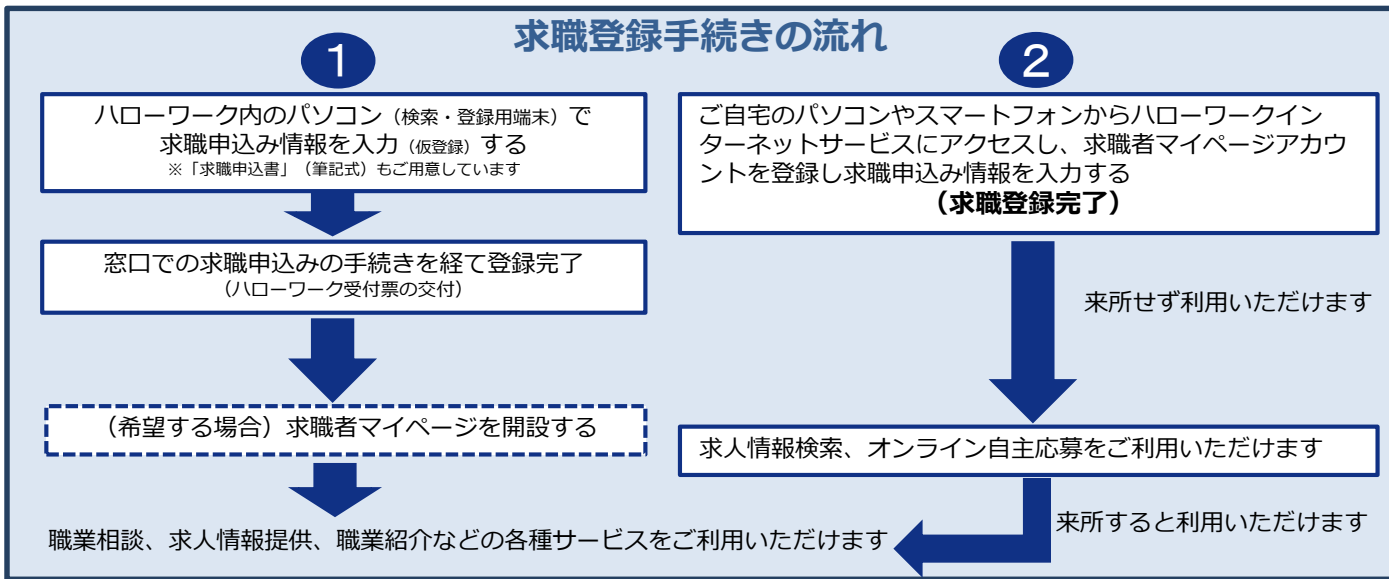 求職登録手続きの流れ
1
ハローワーク内のパソコン（検索・登録用端末）で
求職申込み情報を入力（仮登録）する
※「求職申込書」（筆記式）もご用意しています
窓口での求職申込みの手続きを経て登録完了
（ハローワーク受付票の交付）
（希望する場合）求職者マイページを開設する
職業相談、求人情報提供、職業紹介などの各種サービスをご利用いただけます
2
ご自宅のパソコンやスマートフォンからハローワークイン
ターネットサービスにアクセスし、求職者マイページアカウ
ントを登録し求職申込み情報を入力する
（求職登録完了）
来所せず利用いただけます
求人情報検索、オンライン自主応募をご利用いただけます
来所すると利用いただけます